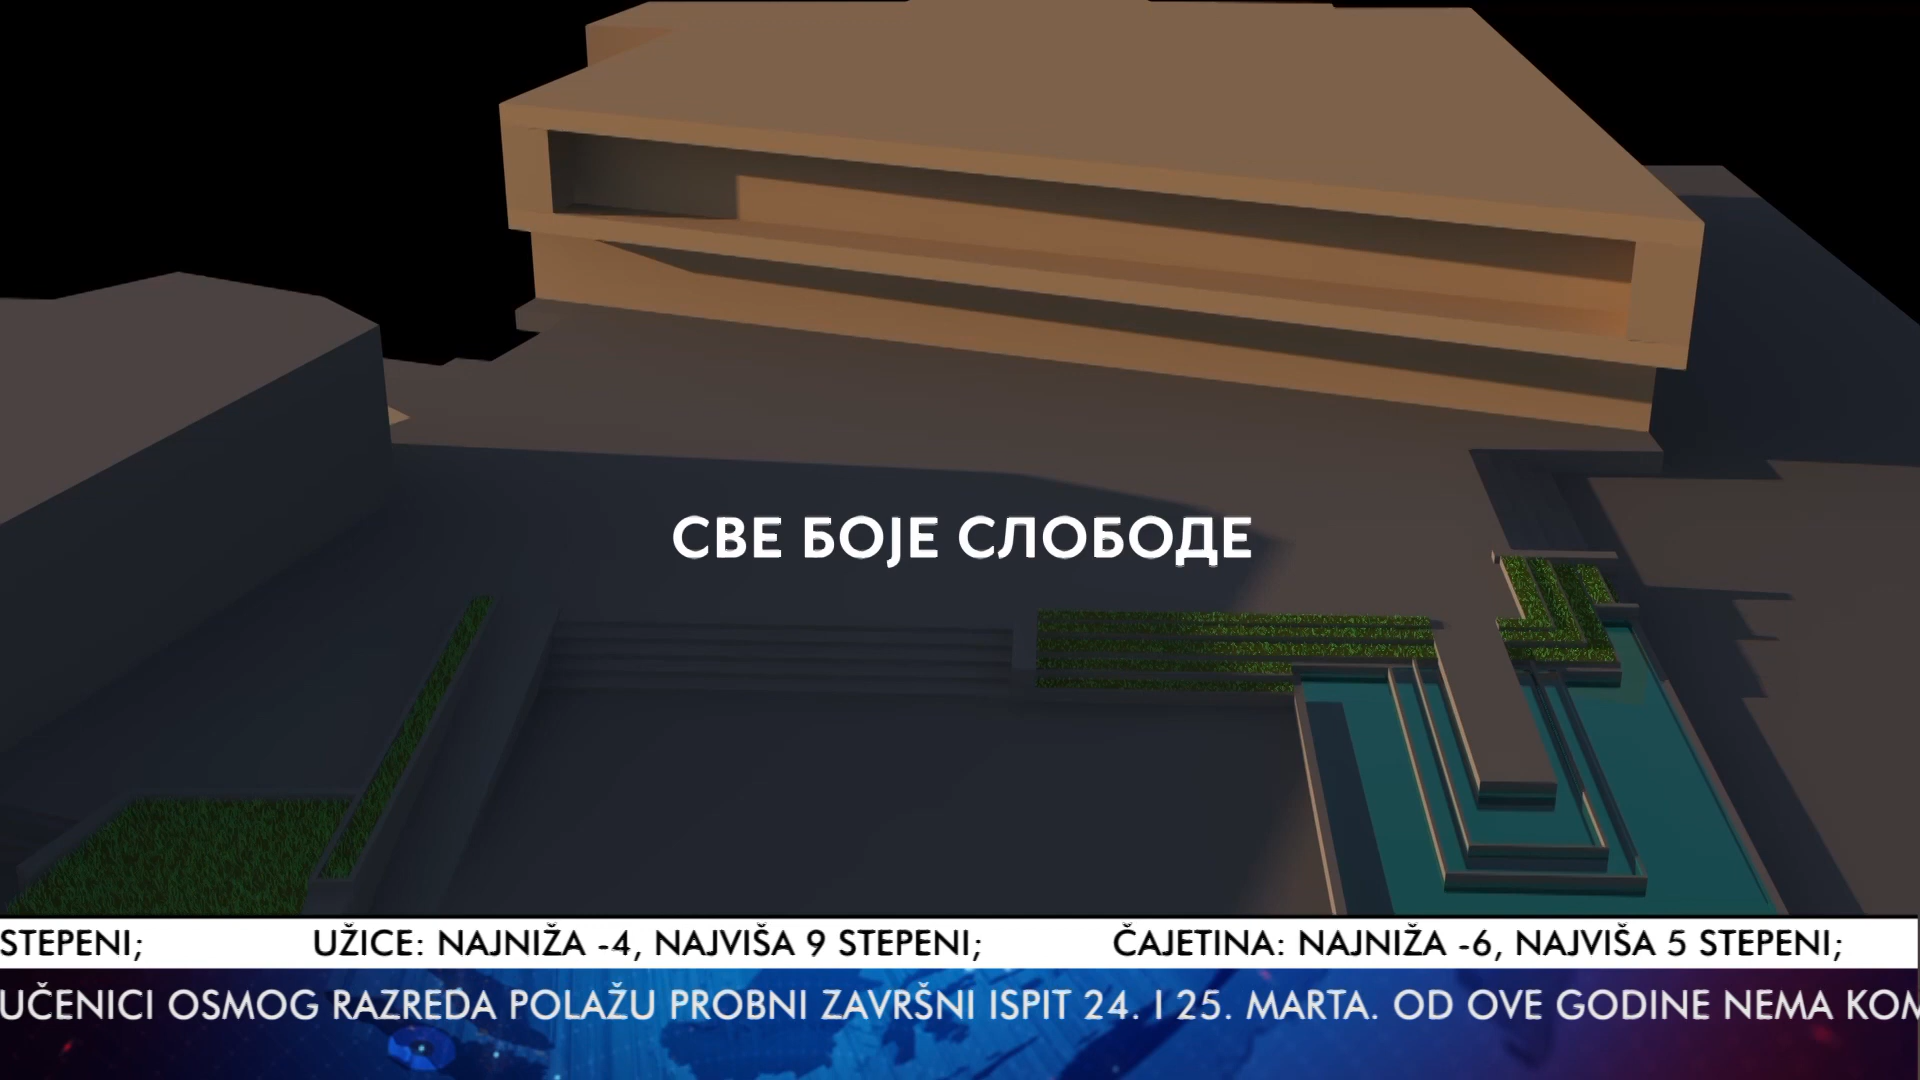 СВЕ БОЈЕ СЛОБОДЕ
STEPENI; UŽICE: NAJNIŽA -4, NAJVIŠA 9 STEPENI; ČAJETINA: NAJNIŽA -6, NAJVIŠA 5 STEPENI;
UČENICI OSMOG RAZREDA POLAŽU PROBNI ZAVRŠNI ISPIT 24. I 25. MARTA. OD OVE GODINE NEMA KOM